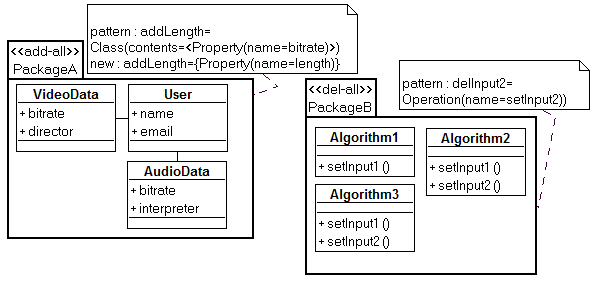 pattern : addLength=
Class(contents=<Property(name=bitrate)>)
new : addLength={Property(name=length)}
<<add-all>>
PackageA
VideoData
+ bitrate
+ director
User
+ name
+ email
AudioData
+ bitrate
+ interpreter
pattern : delInput2=
Operation(name=setInput2))
<<del-all>>
PackageB
Algorithm1
+ setInput1 ()
Algorithm2
+ setInput1 ()
+ setInput2 ()
Algorithm3
+ setInput1 ()
+ setInput2 ()